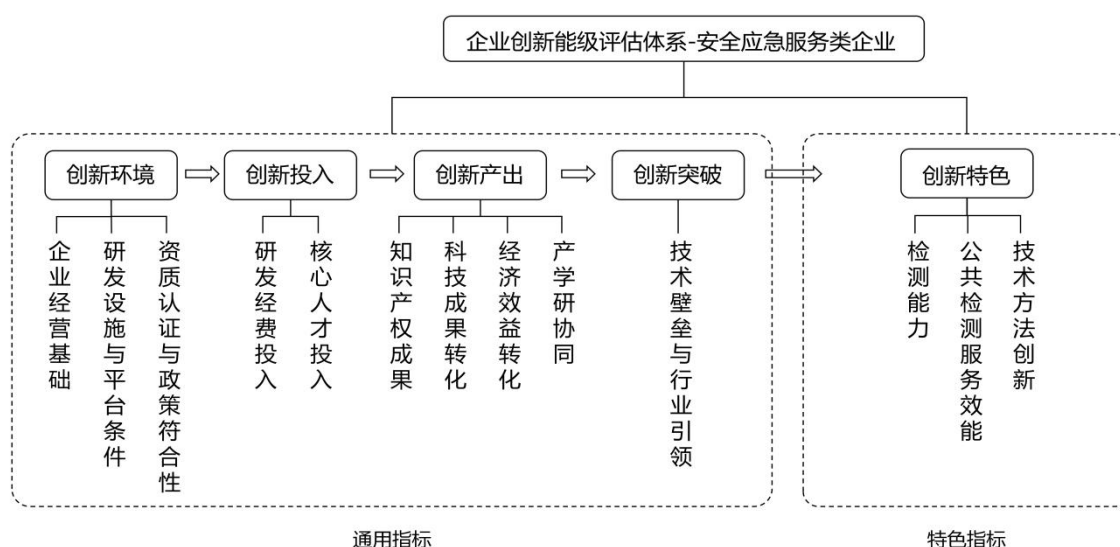 企业创新能级评估体系-安全应急服务类企业
创新环境
创新投入
创新产出
创新突破
创新特色
企业经营基础
研发设施与平台条件
资质认证与政策符合性
研发经费投入
核心人才投入
知识产权成果
科技成果转化
经济效益转化
产学研协同
技术壁垒与行业引领
检测能力
公共检测服务效能
技术方法创新
通用指标
特色指标